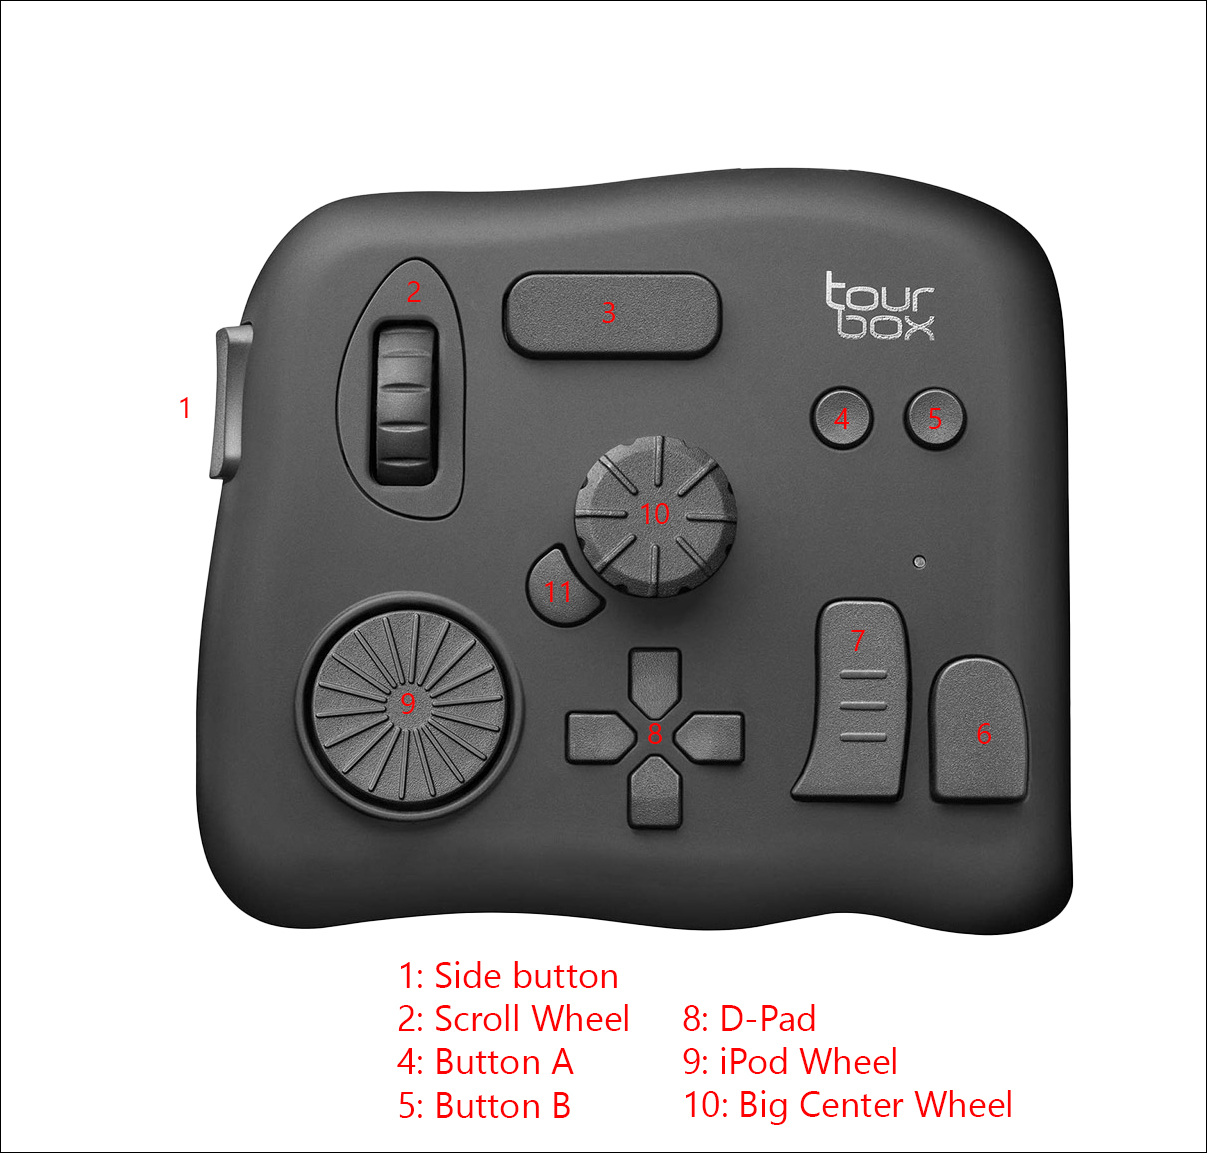 tour
box
2
3
1
4
5
10
11
7
9
8
6
1: Side button
2: Scroll Wheel
4: Button A
5: Button B
8: D-Pad
9: iPod Wheel
10: Big Center Wheel